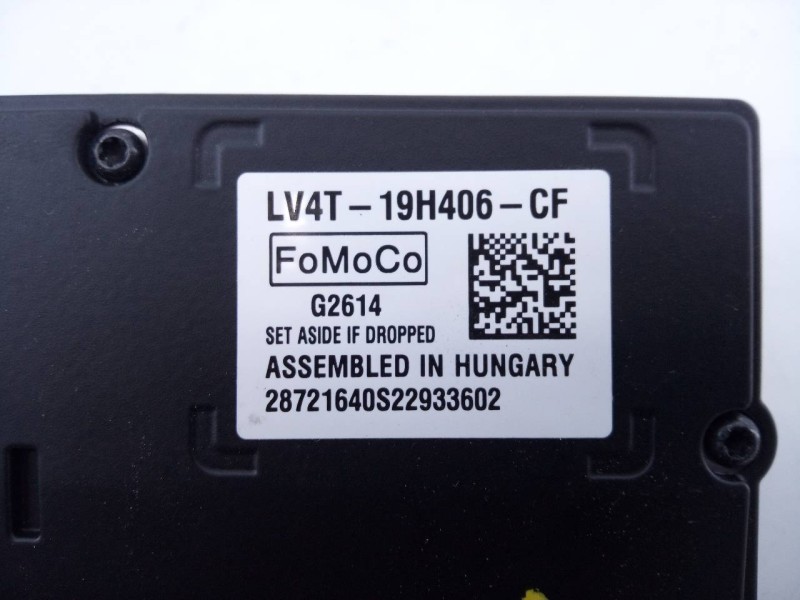 LV4T-19H406-CF
FoMoCo
G2614
SET ASIDE IF DROPPED
ASSEMBLED IN HUNGARY
28721640S22933602